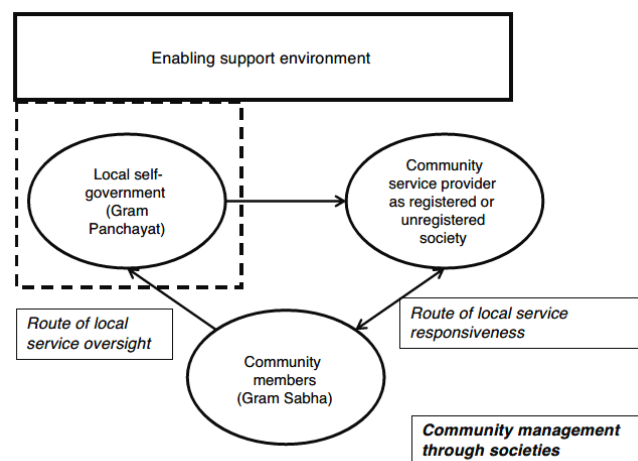 Enabling support environment
Local self-
government
(Gram
Panchayat)
Community
service provider
as registered or
unregistered
society
Route of local
service oversight
Route of local service
responsiveness
Community
members
(Gram Sabha)
Community management
through societies